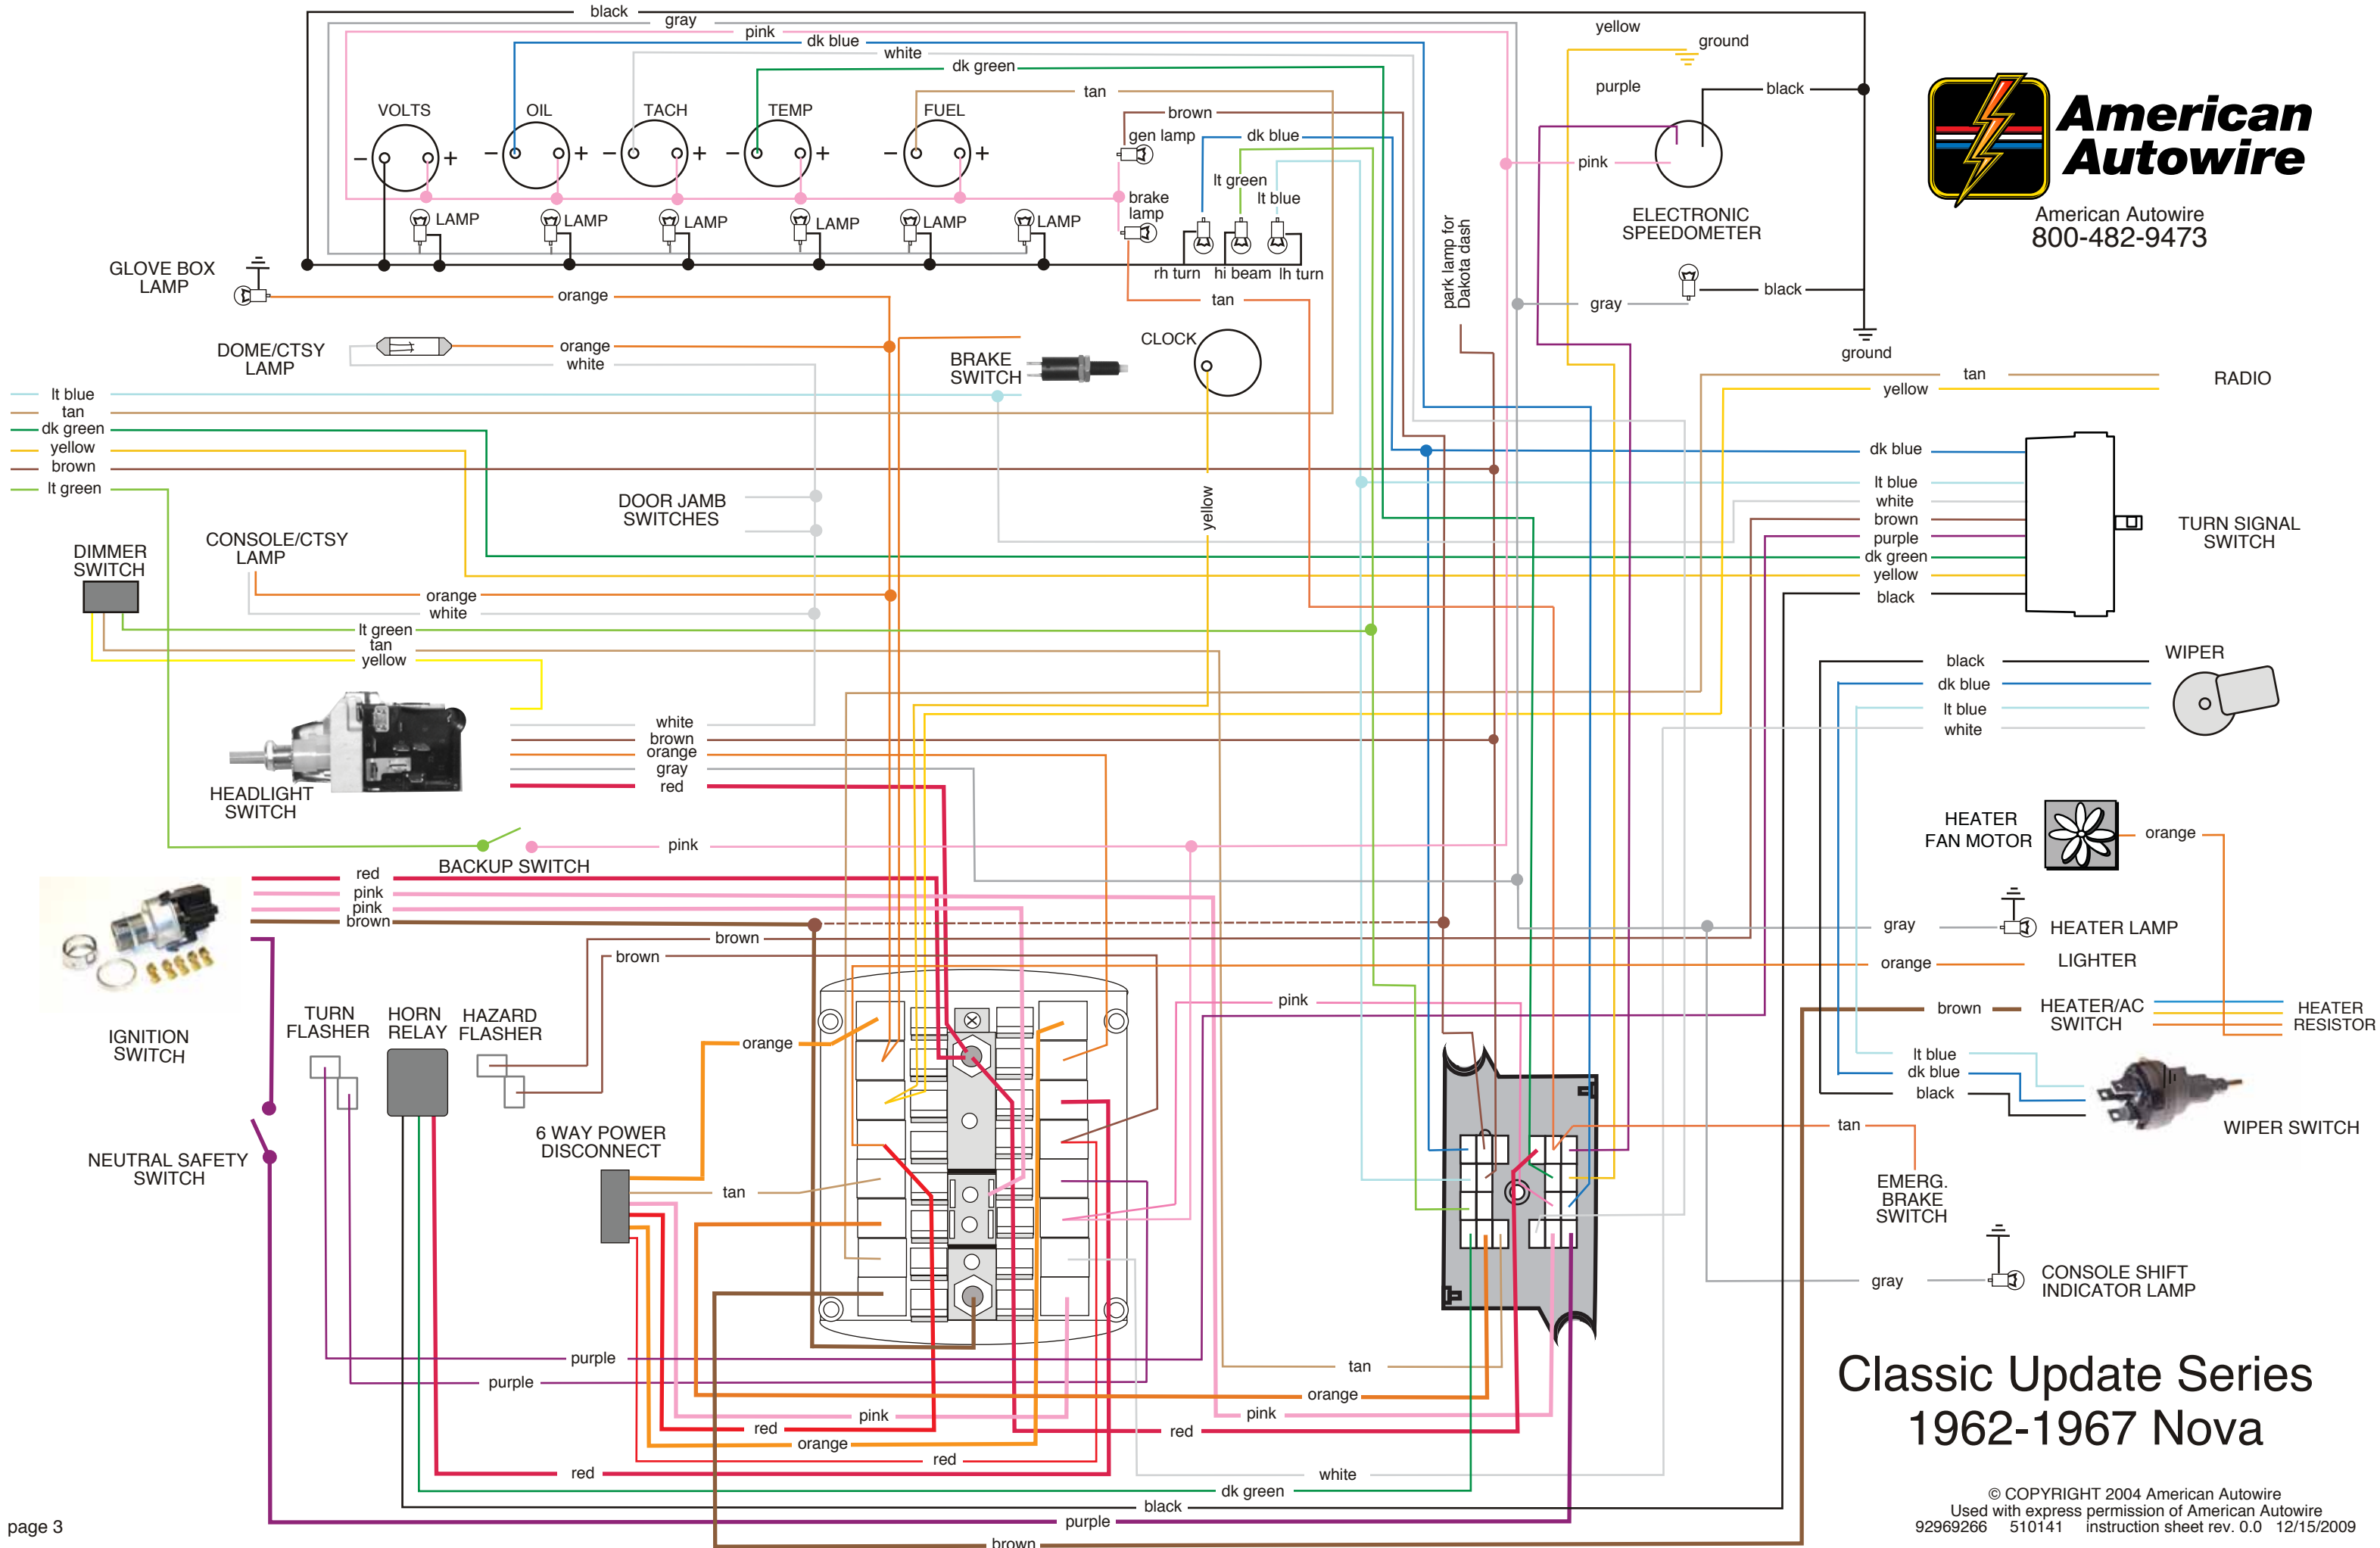 black
gray
pink
dk blue
white
dk green
tan
brown
VOLTS
OIL
TACH
TEMP
FUEL
gen lamp
dk blue
lt green
lt blue
brake
lamp
LAMP
LAMP
LAMP
LAMP
LAMP
LAMP
rh turn
hi beam
lh turn
tan
yellow
ground
purple
black
pink
ELECTRONIC
SPEEDOMETER
gray
black
ground
park lamp for
Dakota dash
American
Autowire
American Autowire
800-482-9473
GLOVE BOX
LAMP
orange
DOME/CTSY
LAMP
orange
white
BRAKE
SWITCH
CLOCK
yellow
tan
yellow
RADIO
lt blue
tan
dk green
yellow
brown
lt green
DOOR JAMB
SWITCHES
dk blue
lt blue
white
brown
purple
dk green
yellow
black
TURN SIGNAL
SWITCH
DIMMER
SWITCH
CONSOLE/CTSY
LAMP
orange
white
lt green
tan
yellow
WIPER
black
dk blue
lt blue
white
HEADLIGHT
SWITCH
white
brown
orange
gray
red
BACKUP SWITCH
pink
HEATER
FAN MOTOR
orange
red
pink
pink
brown
IGNITION
SWITCH
brown
brown
gray
HEATER LAMP
orange
LIGHTER
brown
HEATER/AC
SWITCH
HEATER
RESISTOR
TURN
FLASHER
HORN
RELAY
HAZARD
FLASHER
orange
pink
lt blue
dk blue
black
WIPER SWITCH
NEUTRAL SAFETY
SWITCH
6 WAY POWER
DISCONNECT
tan
tan
EMERG.
BRAKE
SWITCH
gray
CONSOLE SHIFT
INDICATOR LAMP
purple
purple
tan
orange
pink
pink
red
red
orange
red
red
white
dk green
black
purple
brown
Classic Update Series
1962-1967 Nova
© COPYRIGHT 2004 American Autowire
Used with express permission of American Autowire
92969266 510141 instruction sheet rev. 0.0 12/15/2009
page 3